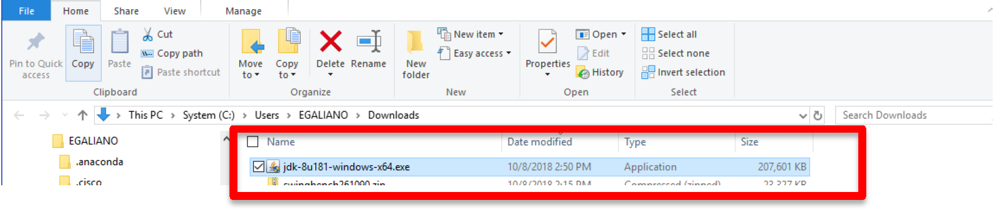 File Home Share View Manage
Pin to Quick access
Copy
Paste
Cut
Copy path
Paste shortcut
Clipboard
Move to
Copy to
Delete
Rename
Organize
New folder
New item
Easy access
New
Properties
Open
Edit
History
Open
Select all
Select none
Invert selection
Select
This PC > System (C:) > Users > EGALIANO > Downloads
Search Downloads
EGALIANO
.anaconda
.cisco
Name Date modified Type Size
jdk-8u181-windows-x64.exe 10/8/2018 2:50 PM Application 207,601 KB
swingbench261090.zip 10/8/2018 2:15 PM Compressed (zipped) 23,327 KB